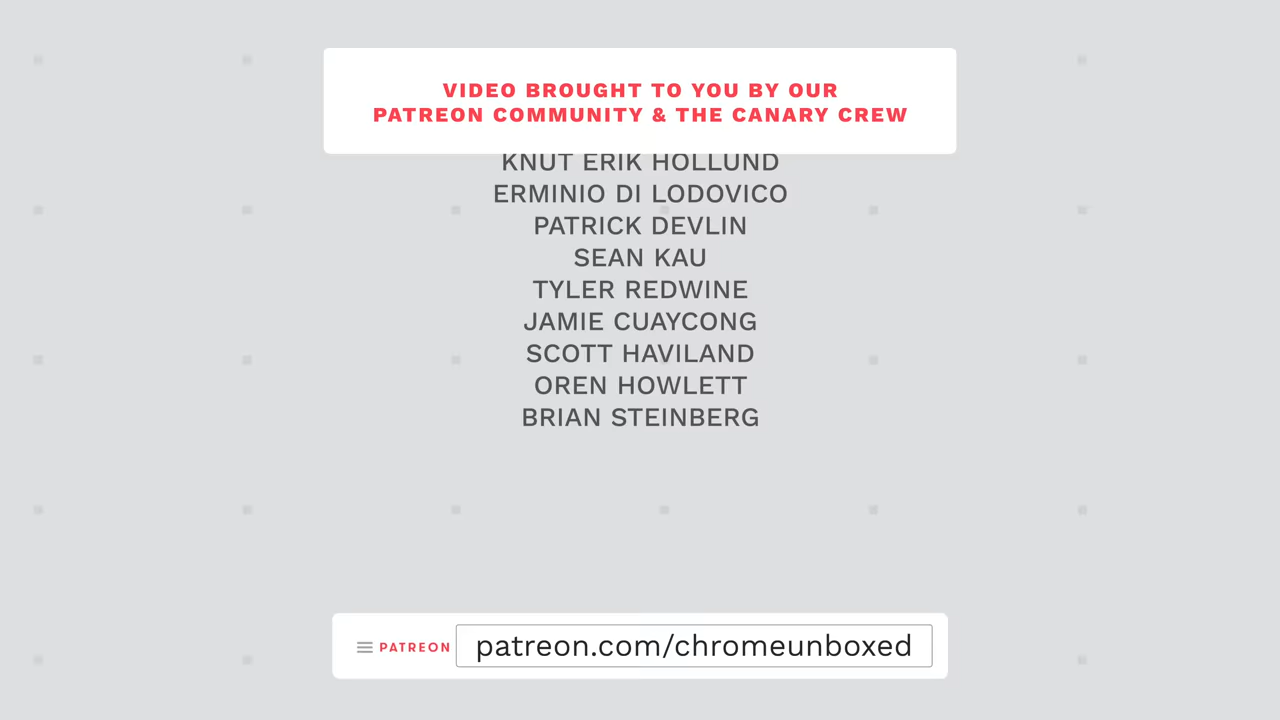 VIDEO BROUGHT TO YOU BY OUR
PATREON COMMUNITY & THE CANARY CREW
KNUT ERIK HOLLUND
ERMINIO DI LODOVICO
PATRICK DEVLIN
SEAN KAU
TYLER REDWINE
JAMIE CUAYCONG
SCOTT HAVILAND
OREN HOWLETT
BRIAN STEINBERG
PATREON patreon.com/chromeunboxed